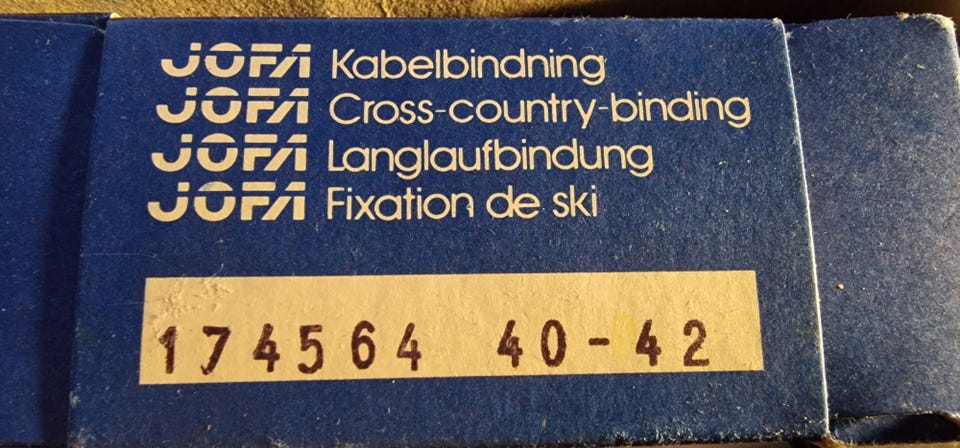 JOFA Kabelbindning
JOFA Cross-country-binding
JOFA Langlaufbindung
JOFA Fixation de ski
174564 40-42